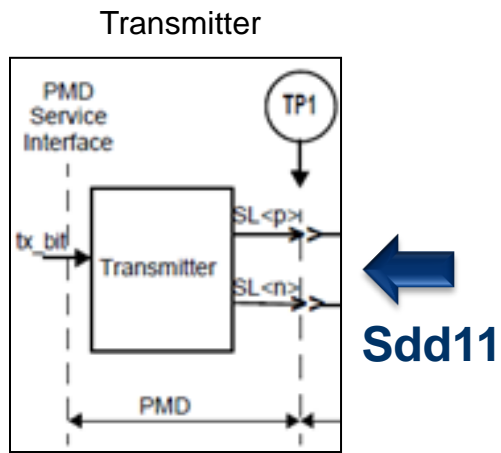 Transmitter
PMD
Service
Interface
TP1
tx_bit
Transmitter
SL<p>
SL<n>
Sdd11
PMD